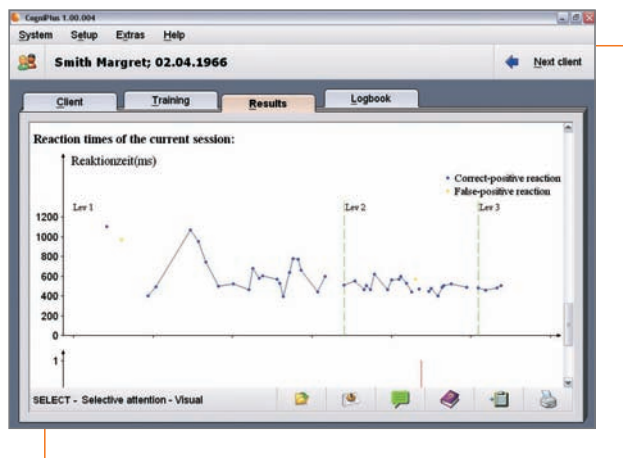 CogniPlus 1.00.004
System Setup Extras Help
Smith Margret; 02.04.1966
Next client
Client Training Results Logbook
Reaction times of the current session:
Reaktionzeit(ms)
Correct-positive reaction
False-positive reaction
Lev 1 Lev 2 Lev 3
1200
1000
800
600
400
200
0
1
SELECT - Selective attention - Visual